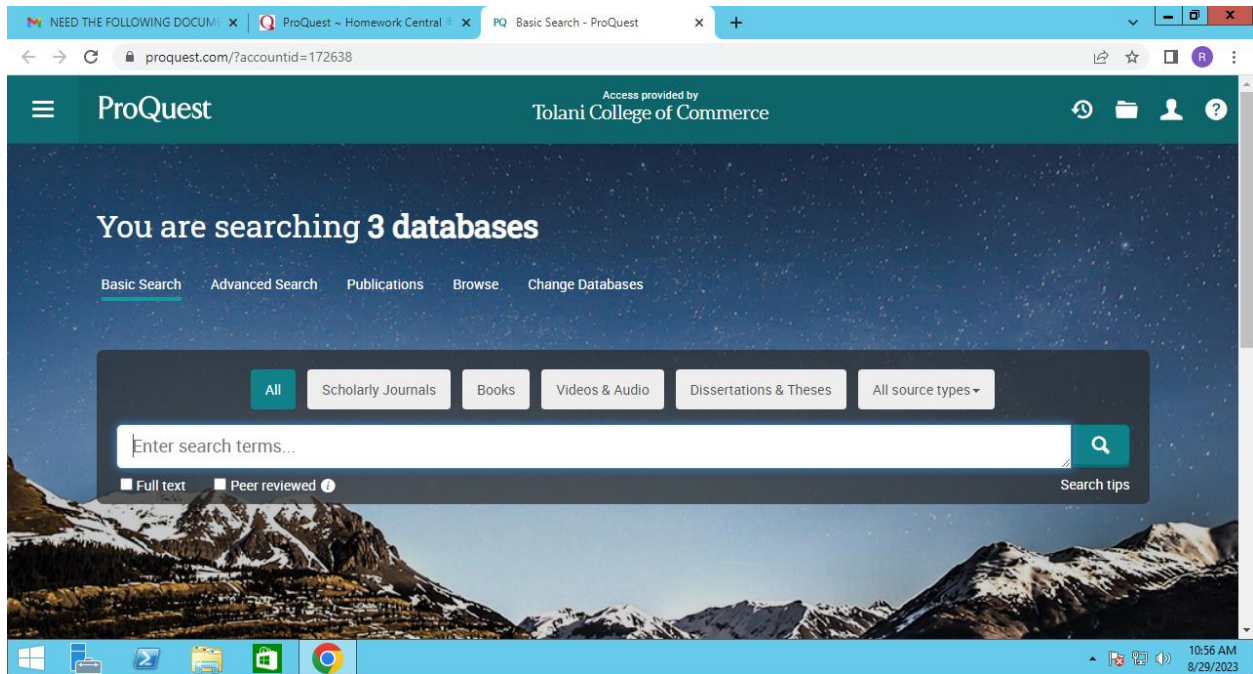 NEED THE FOLLOWING DOCUM
ProQuest ~ Homework Central
PQ Basic Search - ProQuest
proquest.com/?accountid=172638
R
ProQuest
Access provided by
Tolani College of Commerce
You are searching 3 databases
Basic Search Advanced Search Publications Browse Change Databases
All Scholarly Journals Books Videos & Audio Dissertations & Theses All source types
Enter search terms...
Full text Peer reviewed Search tips
10:56 AM
8/29/2023